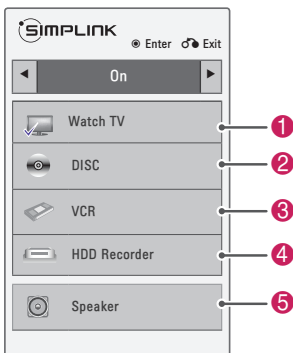 SIMPLINK
Enter Exit
On
Watch TV
1
DISC
2
VCR
3
HDD Recorder
4
Speaker
5